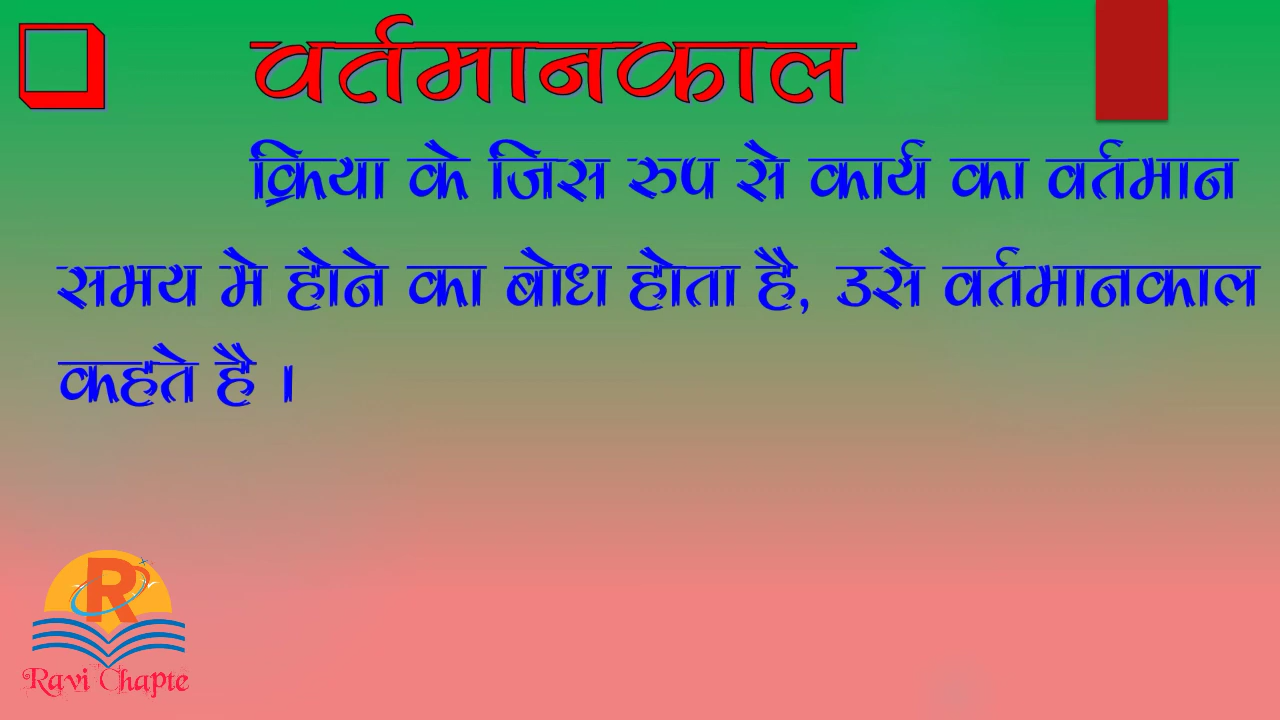 वर्तमानकाल
क्रिया के जिस रुप से कार्य का वर्तमान
समय मे होने का बोध होता है, उसे वर्तमानकाल
कहते है ।
R
Ravi Chapte